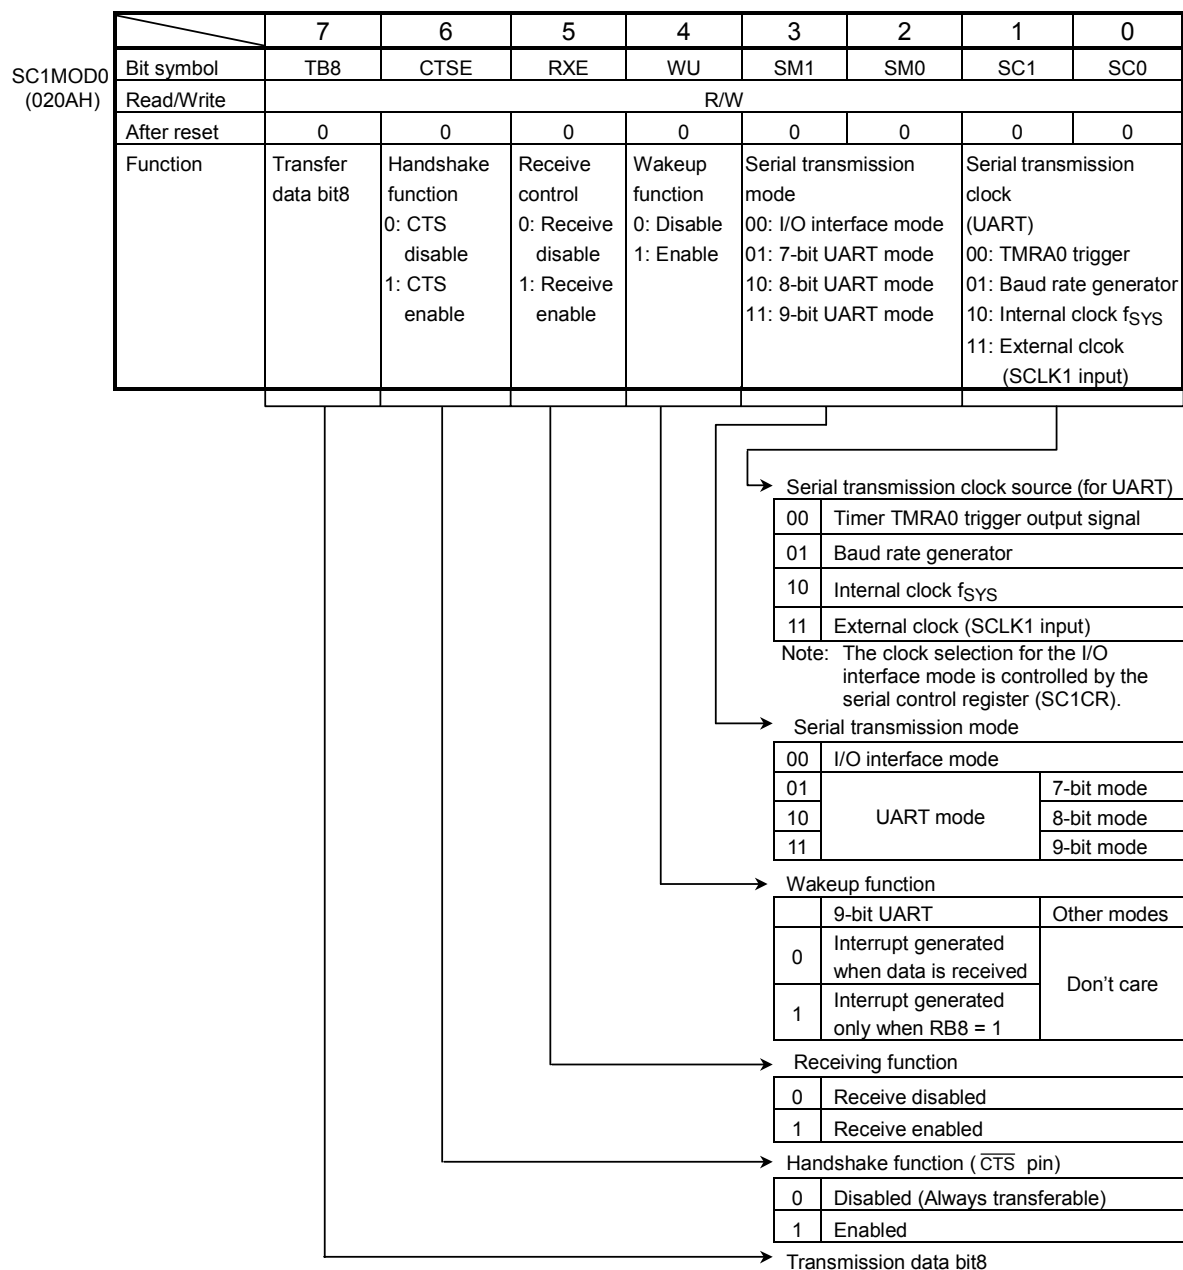 7 6 5 4 3 2 1 0
SC1MOD0
(020AH)
Bit symbol TB8 CTSE RXE WU SM1 SM0 SC1 SC0
Read/Write R/W
After reset 0 0 0 0 0 0 0 0
Function
Transfer
data bit8
Handshake
function
0: CTS
disable
1: CTS
enable
Receive
control
0: Receive
disable
1: Receive
enable
Wakeup
function
0: Disable
1: Enable
Serial transmission
mode
00: I/O interface mode
01: 7-bit UART mode
10: 8-bit UART mode
11: 9-bit UART mode
Serial transmission
clock
(UART)
00: TMRA0 trigger
01: Baud rate generator
10: Internal clock fSYS
11: External clcok
(SCLK1 input)
Serial transmission clock source (for UART)
00 Timer TMRA0 trigger output signal
01 Baud rate generator
10 Internal clock fSYS
11 External clock (SCLK1 input)
Note: The clock selection for the I/O
interface mode is controlled by the
serial control register (SC1CR).
Serial transmission mode
00 I/O interface mode
01 7-bit mode
10 UART mode 8-bit mode
11 9-bit mode
Wakeup function
9-bit UART Other modes
0 Interrupt generated
when data is received
Don't care
1 Interrupt generated
only when RB8 = 1
Receiving function
0 Receive disabled
1 Receive enabled
Handshake function ( C̅T̅S̅ pin)
0 Disabled (Always transferable)
1 Enabled
Transmission data bit8